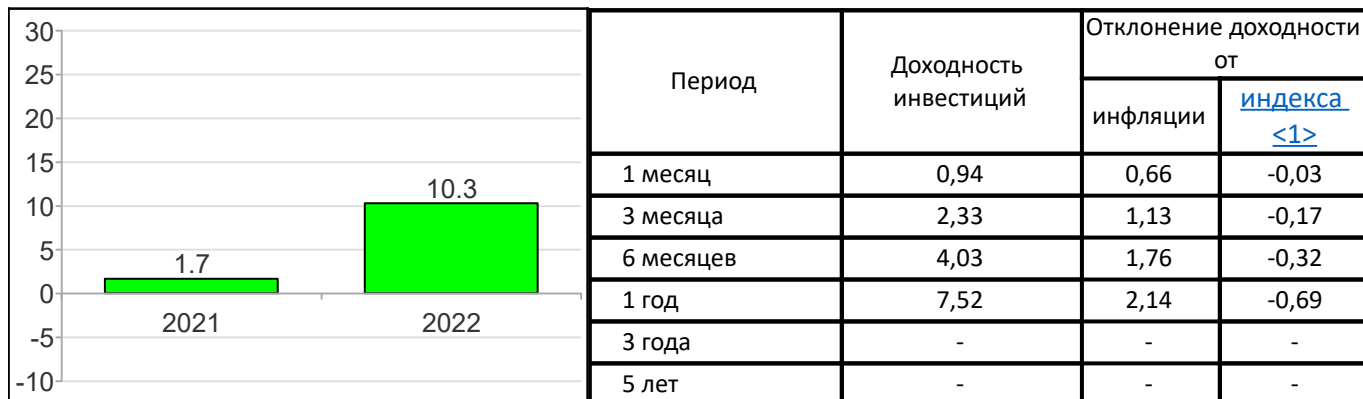 30
25
20
15
10
5
0
-5
-10
1.7
10.3
2021
2022
Период
Доходность
инвестиций
Отклонение доходности
от
инфляции
индекса
<1>
1 месяц 0,94 0,66 -0,03
3 месяца 2,33 1,13 -0,17
6 месяцев 4,03 1,76 -0,32
1 год 7,52 2,14 -0,69
3 года - - -
5 лет - - -